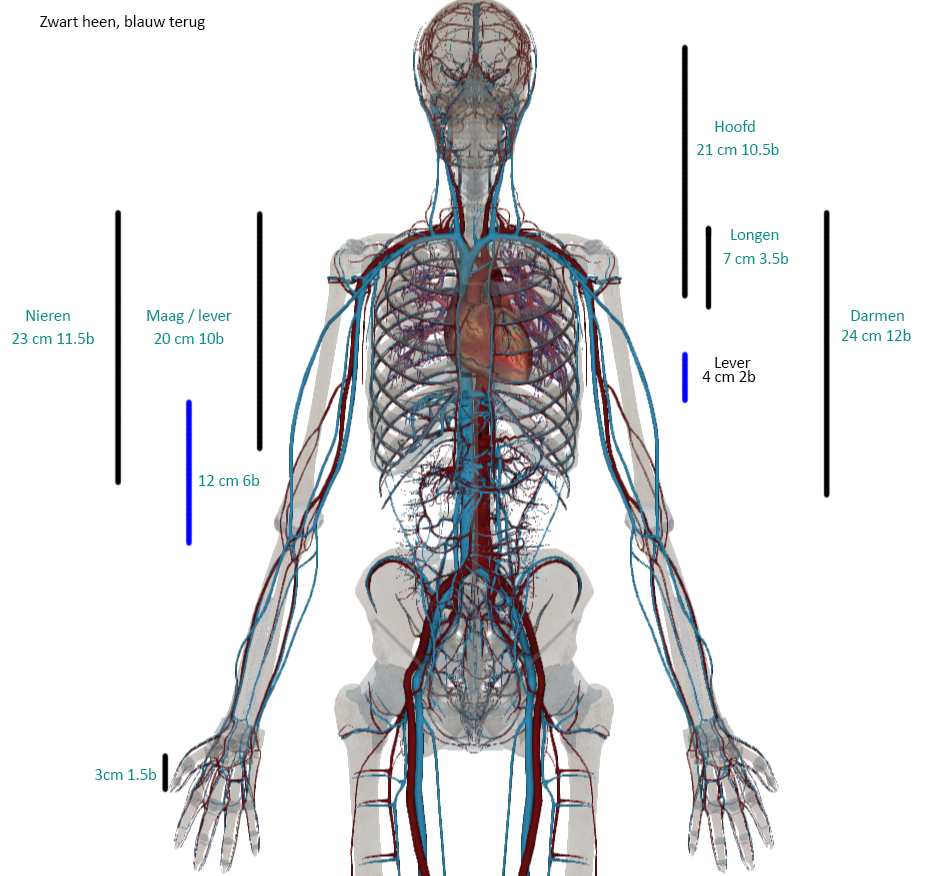 Zwart heen, blauw terug
Hoofd
21 cm 10.5b
Longen
7 cm 3.5b
Nieren
23 cm 11.5b
Maag / lever
20 cm 10b
Darmen
24 cm 12b
Lever
4 cm 2b
12 cm 6b
3cm 1.5b